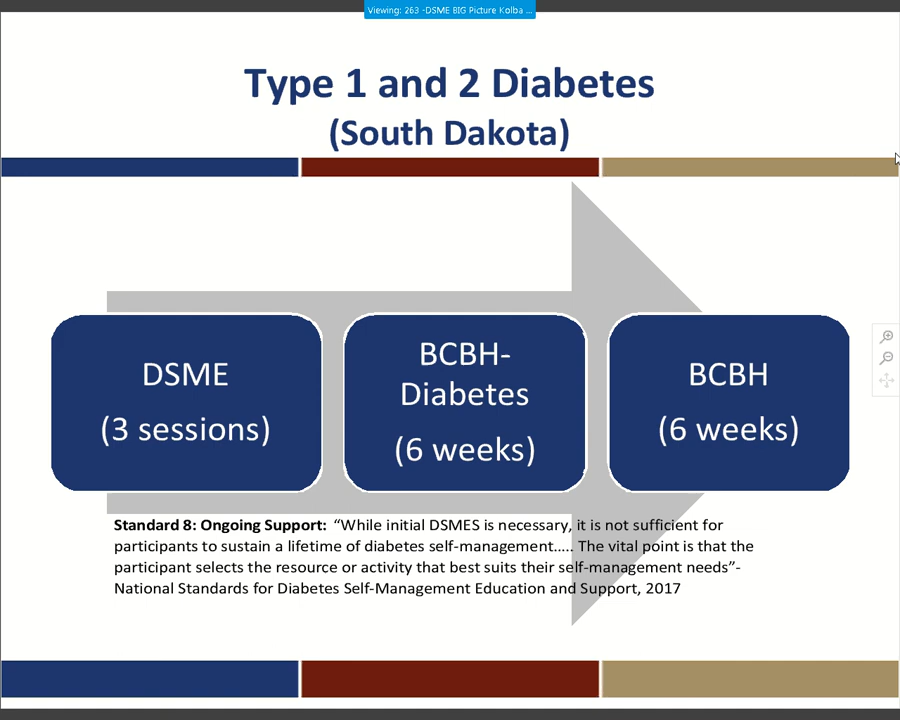 Viewing: 263 -DSME BIG Picture Kolba ...
Type 1 and 2 Diabetes
(South Dakota)
DSME
(3 sessions)
BCBH-
Diabetes
(6 weeks)
BCBH
(6 weeks)
Standard 8: Ongoing Support: “While initial DSMES is necessary, it is not sufficient for
participants to sustain a lifetime of diabetes self-management..... The vital point is that the
participant selects the resource or activity that best suits their self-management needs”-
National Standards for Diabetes Self-Management Education and Support, 2017